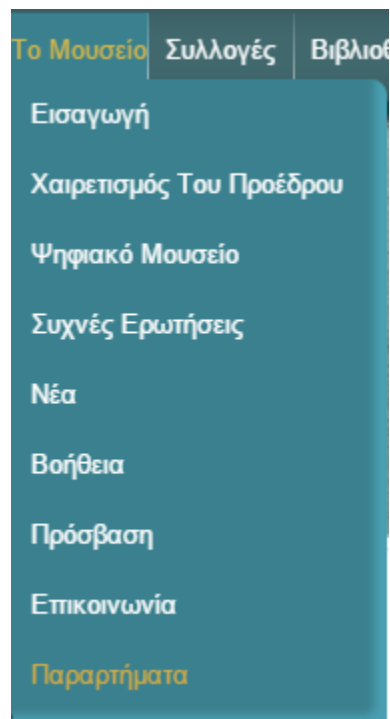 Το Μουσείο Συλλογές
Εισαγωγή
Χαιρετισμός Του Προέδρου
Ψηφιακό Μουσείο
Συχνές Ερωτήσεις
Νέα
Βοήθεια
Πρόσβαση
Επικοινωνία
Παραρτήματα